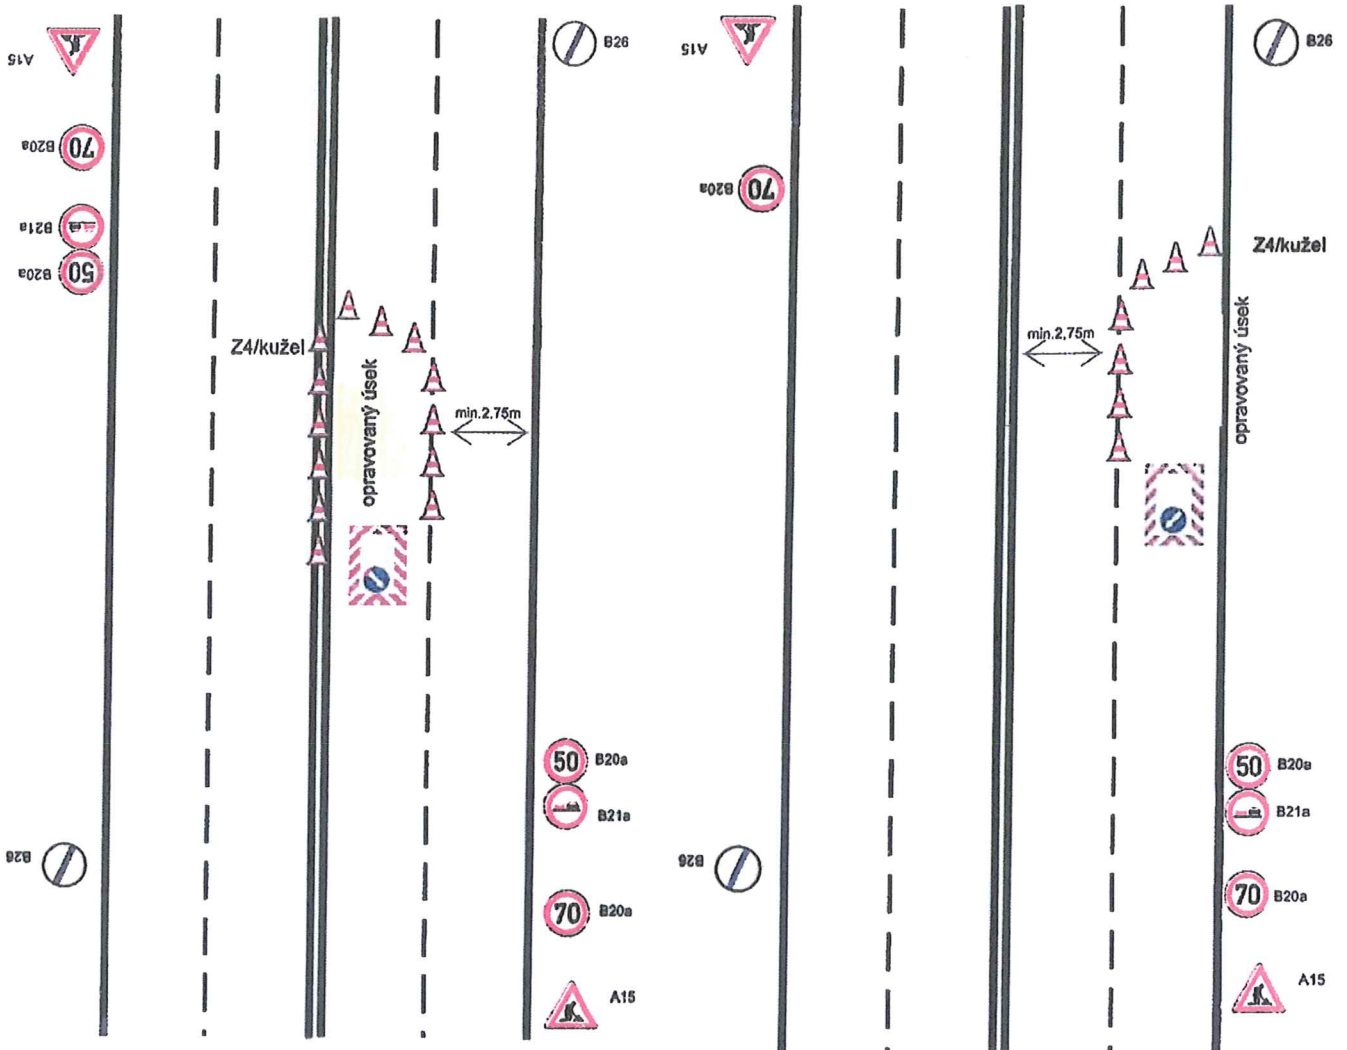 A15
B20a
70
B21a
B20a
50
B26
Z4/kužel
opravovaný úsek
min.2,75m
50
B20a
B21a
70
B20a
A15
B26
A15
B20a
70
B26
Z4/kužel
min.2,75m
opravovaný úsek
50
B20a
B21a
70
B20a
A15
B26